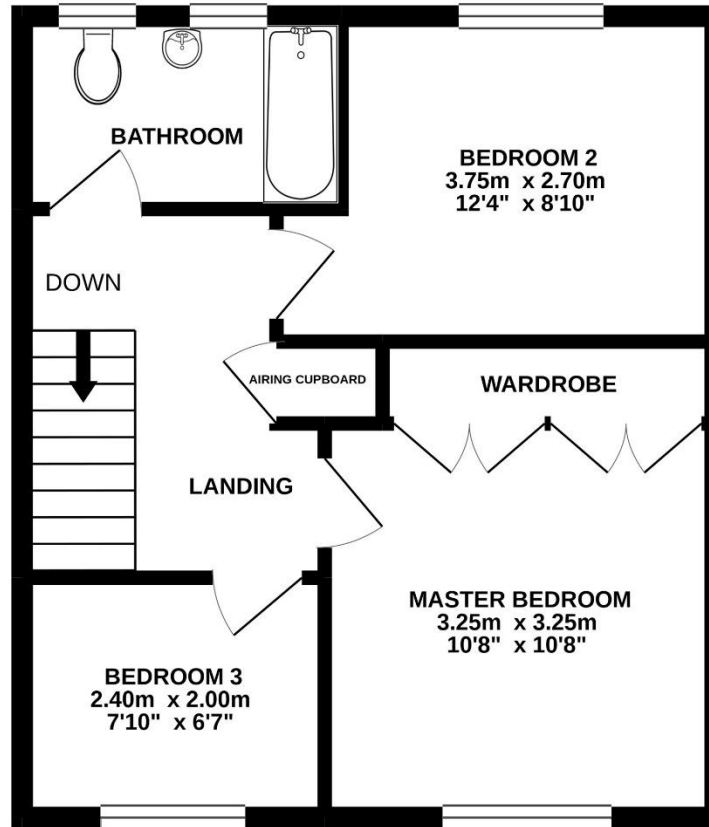 BATHROOM
BEDROOM 2
3.75m x 2.70m
12'4" x 8'10"
DOWN
AIRING CUPBOARD
WARDROBE
LANDING
MASTER BEDROOM
3.25m x 3.25m
10'8" x 10'8"
BEDROOM 3
2.40m x 2.00m
7'10" x 6'7"